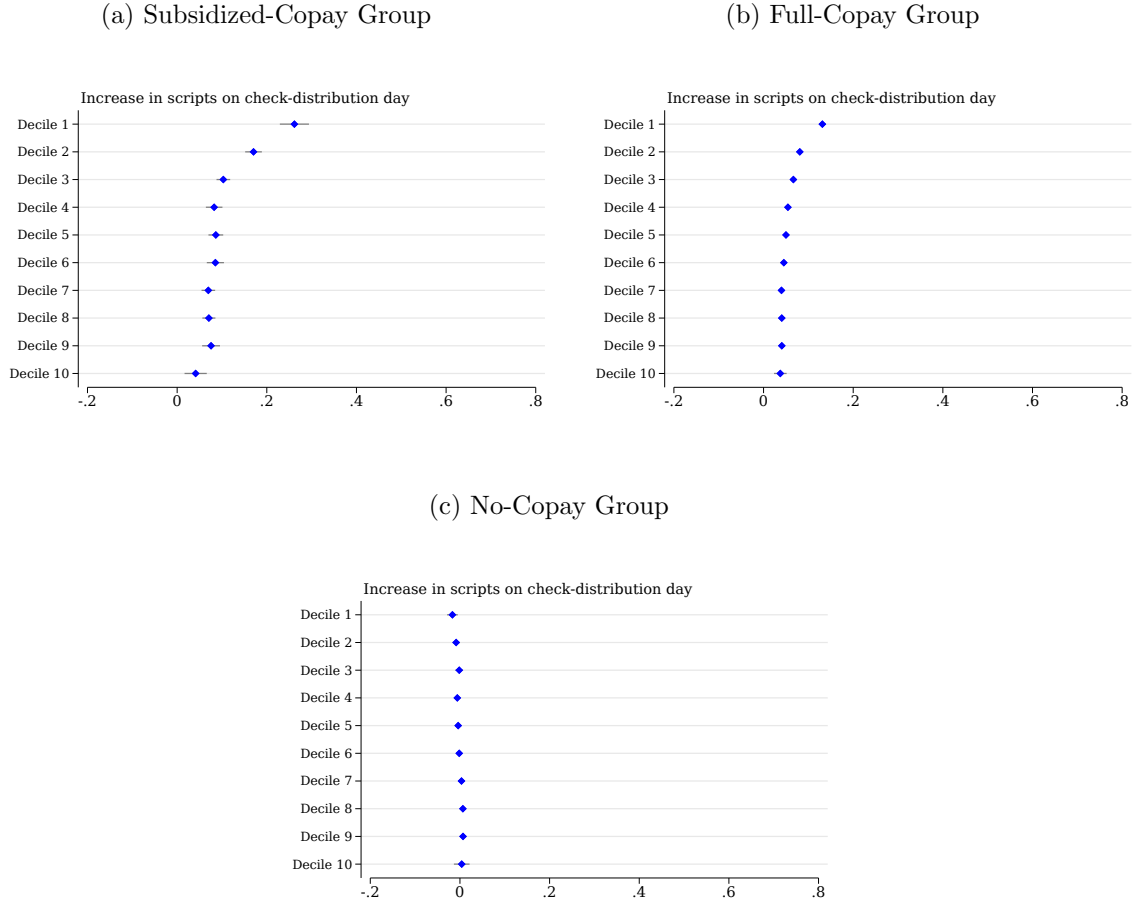 (a) Subsidized-Copay Group
Increase in scripts on check-distribution day
Decile 1
Decile 2
Decile 3
Decile 4
Decile 5
Decile 6
Decile 7
Decile 8
Decile 9
Decile 10
-.2 0 .2 .4 .6 .8
(b) Full-Copay Group
Increase in scripts on check-distribution day
Decile 1
Decile 2
Decile 3
Decile 4
Decile 5
Decile 6
Decile 7
Decile 8
Decile 9
Decile 10
-.2 0 .2 .4 .6 .8
(c) No-Copay Group
Increase in scripts on check-distribution day
Decile 1
Decile 2
Decile 3
Decile 4
Decile 5
Decile 6
Decile 7
Decile 8
Decile 9
Decile 10
-.2 0 .2 .4 .6 .8